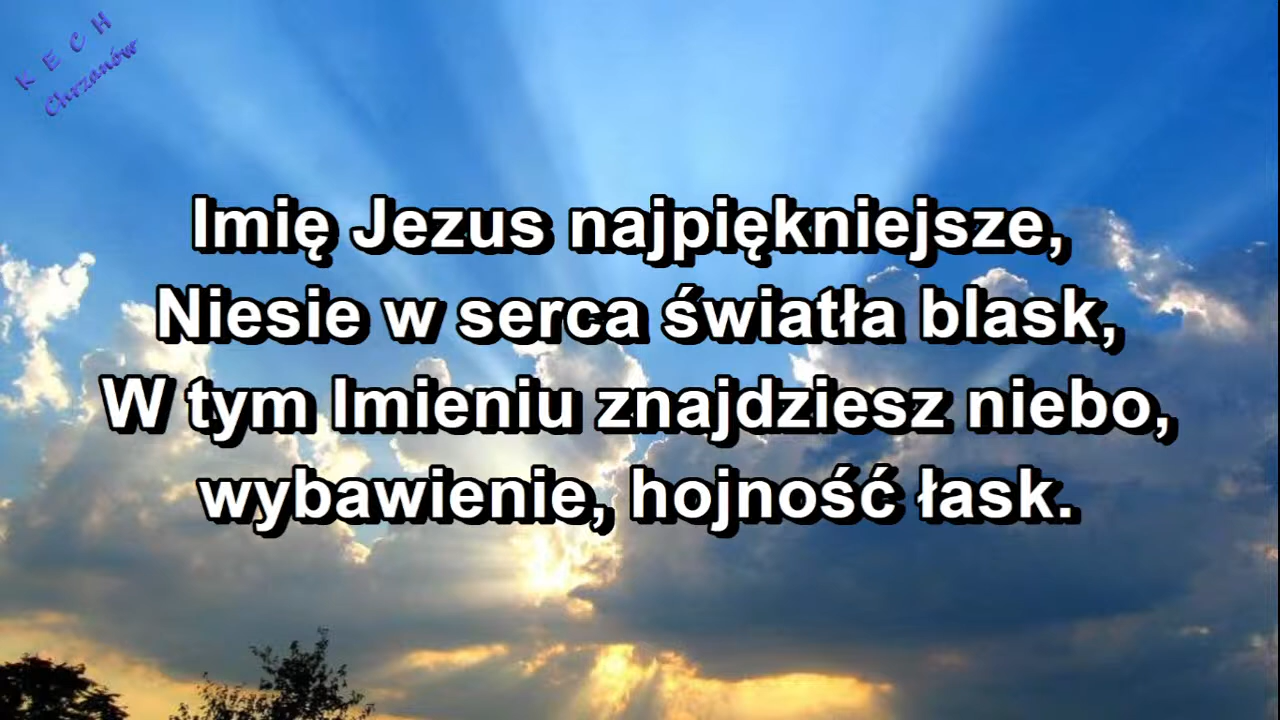 K E C H
Chrzanów
Imię Jezus najpiękniejsze,
Niesie w serca światła blask,
W tym Imieniu znajdziesz niebo,
wybawienie, hojność łask.